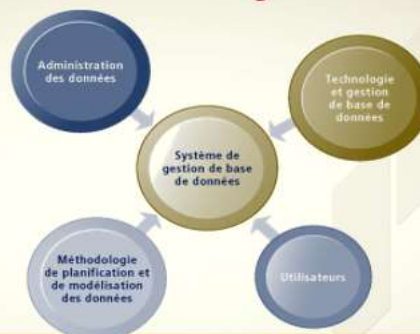 Administration
des données
Technologie
et gestion
de base de
données
Système de
gestion de base
de données
Méthodologie
de planification et
de modélisation
des données
Utilisateurs